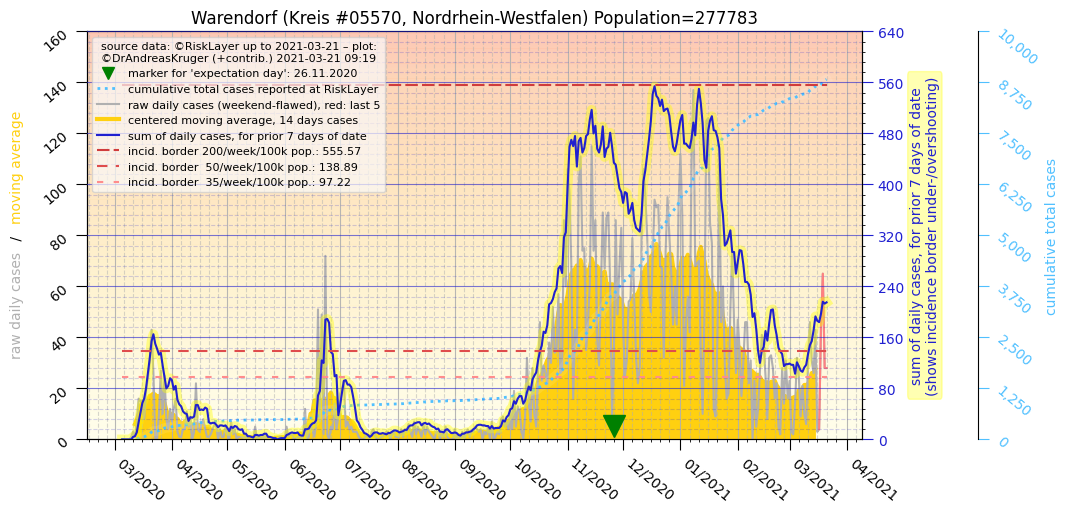 Warendorf (Kreis #05570, Nordrhein-Westfalen) Population=277783
source data: ©RiskLayer up to 2021-03-21 – plot:
©DrAndreasKruger (+contrib.) 2021-03-21 09:19
marker for 'expectation day': 26.11.2020
cumulative total cases reported at RiskLayer
raw daily cases (weekend-flawed), red: last 5
centered moving average, 14 days cases
sum of daily cases, for prior 7 days of date
incid. border 200/week/100k pop.: 555.57
incid. border  50/week/100k pop.: 138.89
incid. border  35/week/100k pop.: 97.22
raw daily cases / moving average
160
140
120
100
80
60
40
20
0
03/2020
04/2020
05/2020
06/2020
07/2020
08/2020
09/2020
10/2020
11/2020
12/2020
01/2021
02/2021
03/2021
04/2021
640
560
480
400
320
240
160
80
0
sum of daily cases, for prior 7 days of date
(shows incidence border under-/overshooting)
10,000
8,750
7,500
6,250
5,000
3,750
2,500
1,250
0
cumulative total cases